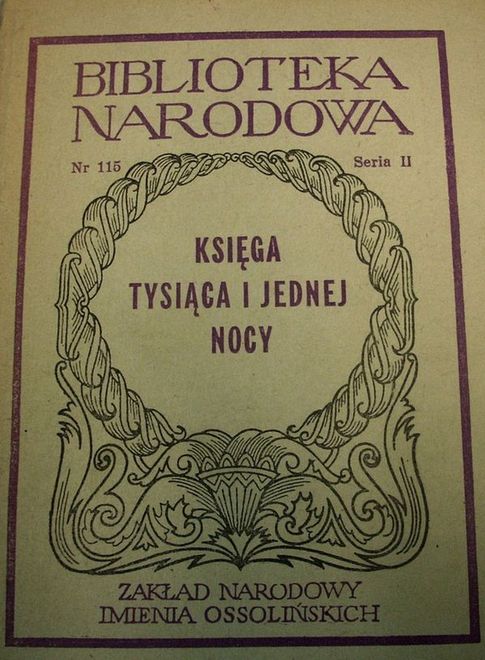 BIBLIOTEKA
NARODOWA
Nr 115 Seria II
KSIĘGA
TYSIĄCA I JEDNEJ
NOCY
ZAKŁAD NARODOWY
IMIENIA OSSOLIŃSKICH